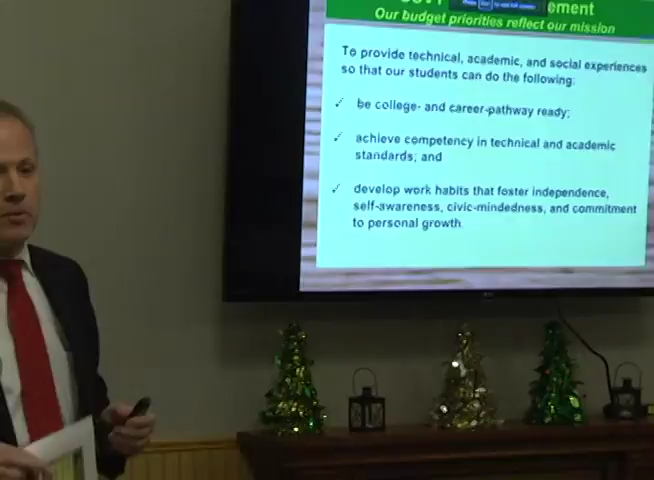 ement
Our budget priorities reflect our mission
To provide technical, academic, and social experiences
so that our students can do the following:
✓ be college- and career-pathway ready;
✓ achieve competency in technical and academic
standards; and
✓ develop work habits that foster independence,
self-awareness, civic-mindedness, and commitment
to personal growth.